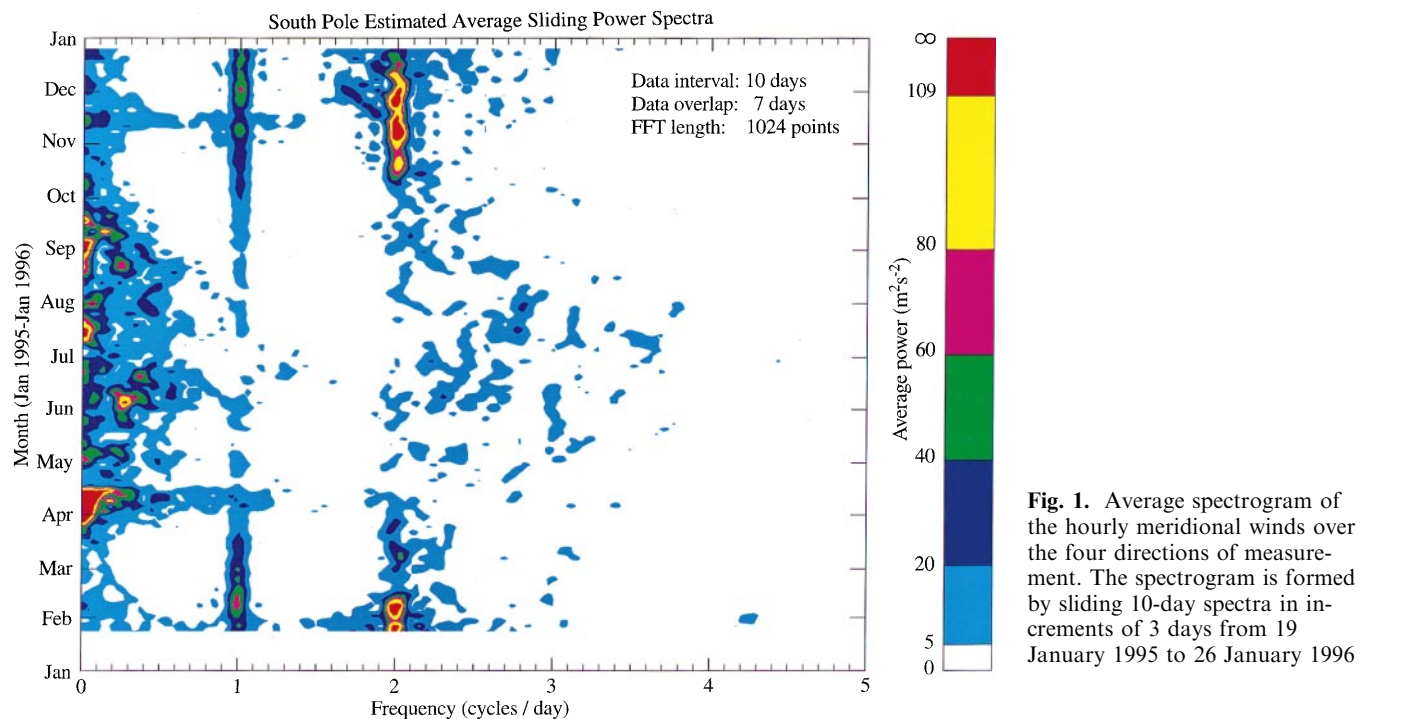 South Pole Estimated Average Sliding Power Spectra
Jan
Dec
Nov
Oct
Sep
Aug
Jul
Jun
May
Apr
Mar
Feb
Jan
Month (Jan 1995-Jan 1996)
Data interval: 10 days
Data overlap: 7 days
FFT length: 1024 points
0 1 2 3 4 5
Frequency (cycles / day)
∞
109
80
60
40
20
5
0
Average power (m²s⁻²)
Fig. 1. Average spectrogram of
the hourly meridional winds over
the four directions of measure-
ment. The spectrogram is formed
by sliding 10-day spectra in in-
crements of 3 days from 19
January 1995 to 26 January 1996